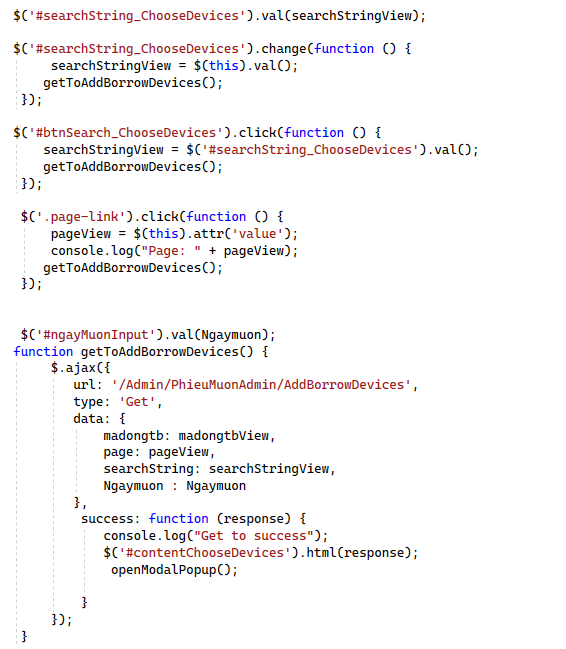 $('#searchString_ChooseDevices').val(searchStringView);
$('#searchString_ChooseDevices').change(function () {
searchStringView = $(this).val();
getToAddBorrowDevices();
});
$('#btnSearch_ChooseDevices').click(function () {
searchStringView = $('#searchString_ChooseDevices').val();
getToAddBorrowDevices();
});
$('.page-link').click(function () {
pageView = $(this).attr('value');
console.log("Page: " + pageView);
getToAddBorrowDevices();
});
$('#ngayMuonInput').val(Ngaymuon);
function getToAddBorrowDevices() {
$.ajax({
url: '/Admin/PhieuMuonAdmin/AddBorrowDevices',
type: 'Get',
data: {
madongtb: madongtbView,
page: pageView,
searchString: searchStringView,
Ngaymuon : Ngaymuon
},
success: function (response) {
console.log("Get to success");
$('#contentChooseDevices').html(response);
openModalPopup();
}
});
}